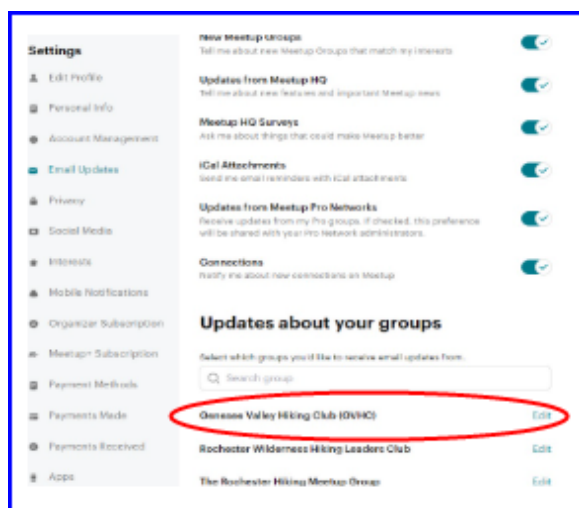 Settings
Edit Profile
Personal Info
Account Management
Email Updates
Privacy
Social Media
Interests
Mobile Notifications
Organizer Subscription
Meetup+ Subscription
Payment Methods
Payments Made
Payments Received
Apps
New Meetup Groups
Tell me about new Meetup Groups that match my interests
Updates from Meetup HQ
Tell me about new features and important Meetup news
Meetup HQ Surveys
Ask me about things that could make Meetup better
iCal Attachments
Send me email reminders with iCal attachments
Updates from Meetup Pro Networks
Receive updates from my Pro groups. If checked, this preference
will be shared with your Pro Network administrators.
Connections
Notify me about new connections on Meetup
Updates about your groups
Select which groups you'd like to receive email updates from.
Search group
Genesee Valley Hiking Club (GVHC) Edit
Rochester Wilderness Hiking Leaders Club Edit
The Rochester Hiking Meetup Group Edit